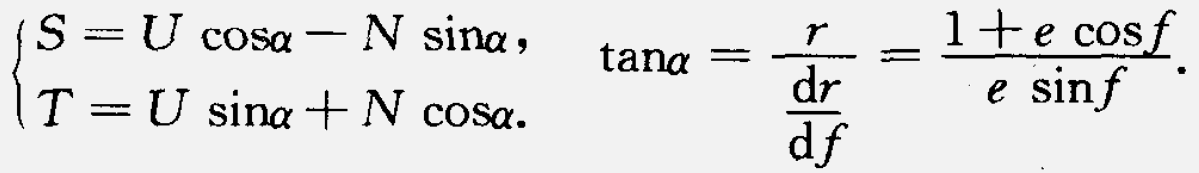 S = U cosα − N sinα, tanα = r / (dr/df) = (1 + e cosf) / (e sinf).
T = U sinα + N cosα.